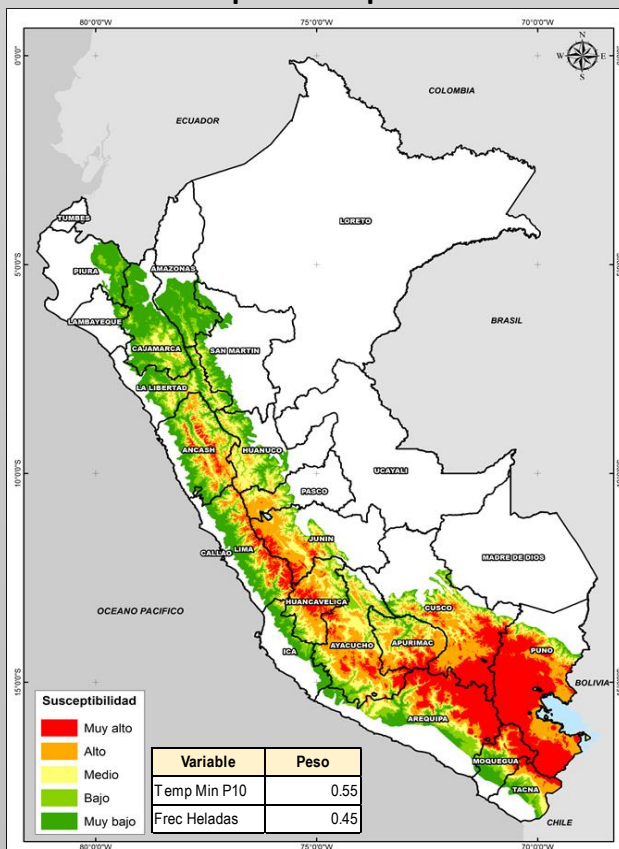 80°0'0"O
75°0'0"O
70°0'0"O
N
W
E
S
0°0'0"
COLOMBIA
ECUADOR
LORETO
TUMBES
PIURA
AMAZONAS
5°0'0"S
LAMBAYEQUE
BRASIL
CAJAMARCA
SAN MARTIN
LA LIBERTAD
ANCASH
HUANUCO
UCAYALI
10°0'0"S
PASCO
JUNIN
CALLAO
LIMA
MADRE DE DIOS
HUANCAVELICA
OCEANO PACIFICO
CUSCO
AYACUCHO
APURIMAC
ICA
PUNO
15°0'0"S
BOLIVIA
AREQUIPA
MOQUEGUA
TACNA
CHILE
Susceptibilidad
Muy alto
Alto
Medio
Bajo
Muy bajo
Variable Peso
Temp Min P10 0.55
Frec Heladas 0.45
80°0'0"O
75°0'0"O
70°0'0"O